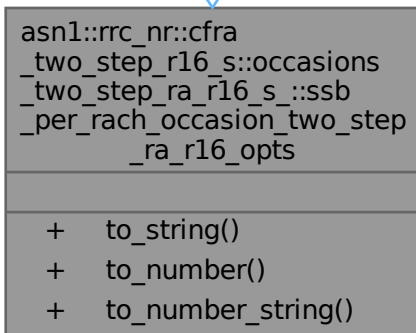 asn1::rrc_nr::cfra
_two_step_r16_s::occasions
_two_step_ra_r16_s_::ssb
_per_rach_occasion_two_step
_ra_r16_opts
+ to_string()
+ to_number()
+ to_number_string()